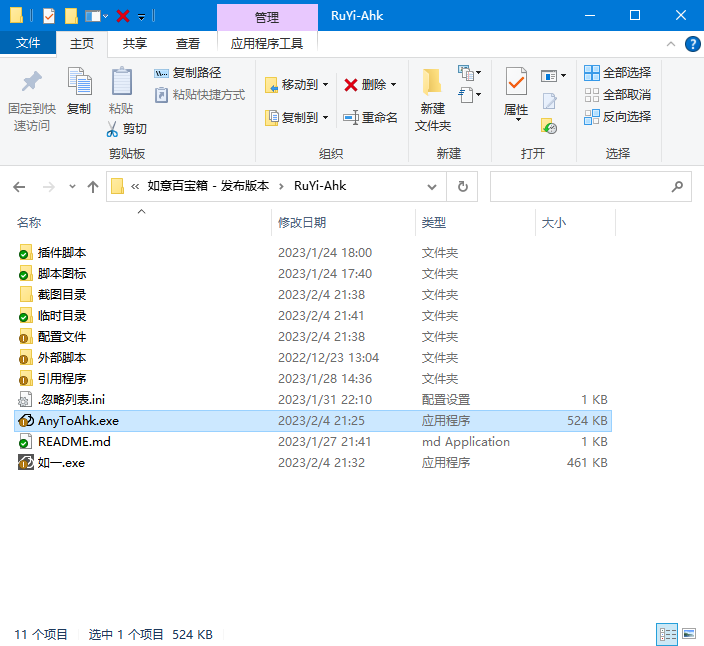 管理
RuYi-Ahk
文件
主页
共享
查看
应用程序工具
固定到快
速访问
复制
粘贴
复制路径
粘贴快捷方式
剪切
剪贴板
移动到
复制到
删除
重命名
组织
新建
文件夹
新建
属性
打开
全部选择
全部取消
反向选择
选择
« 如意百宝箱 - 发布版本 › RuYi-Ahk
名称 修改日期 类型 大小
插件脚本 2023/1/24 18:00 文件夹
脚本图标 2023/1/24 17:40 文件夹
截图目录 2023/2/4 21:38 文件夹
临时目录 2023/2/4 21:41 文件夹
配置文件 2023/2/4 21:38 文件夹
外部脚本 2022/12/23 13:04 文件夹
引用程序 2023/1/28 14:36 文件夹
.忽略列表.ini 2023/1/31 22:10 配置设置 1 KB
AnyToAhk.exe 2023/2/4 21:25 应用程序 524 KB
README.md 2023/1/27 21:41 md Application 1 KB
如一.exe 2023/2/4 21:32 应用程序 461 KB
11 个项目 选中 1 个项目 524 KB